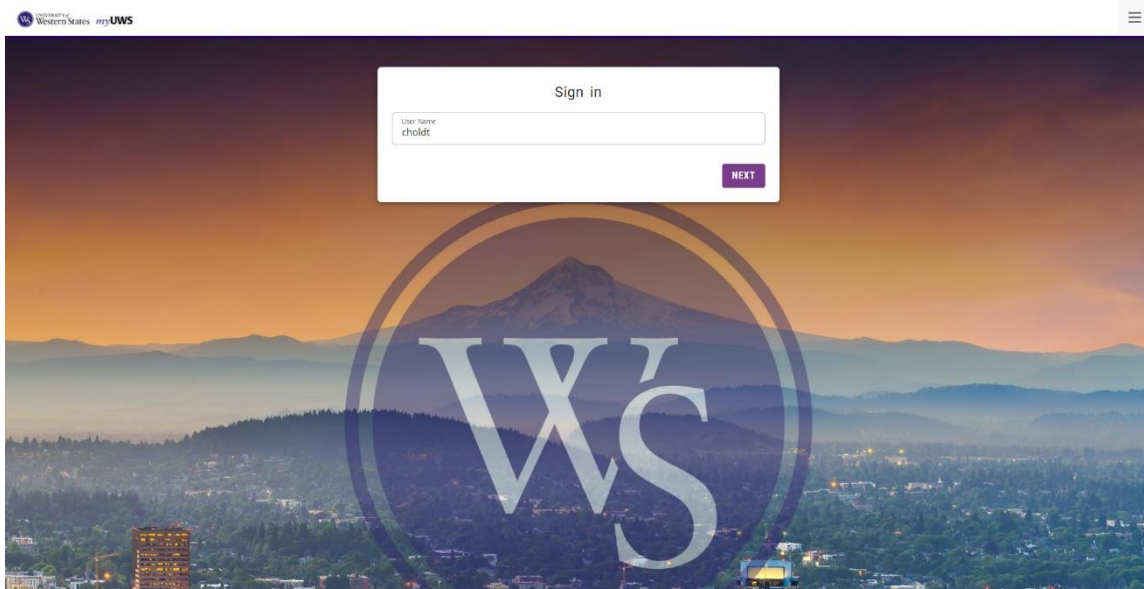 UNIVERSITY of
Western States myUWS
Sign in
User Name
choldt
NEXT
WS